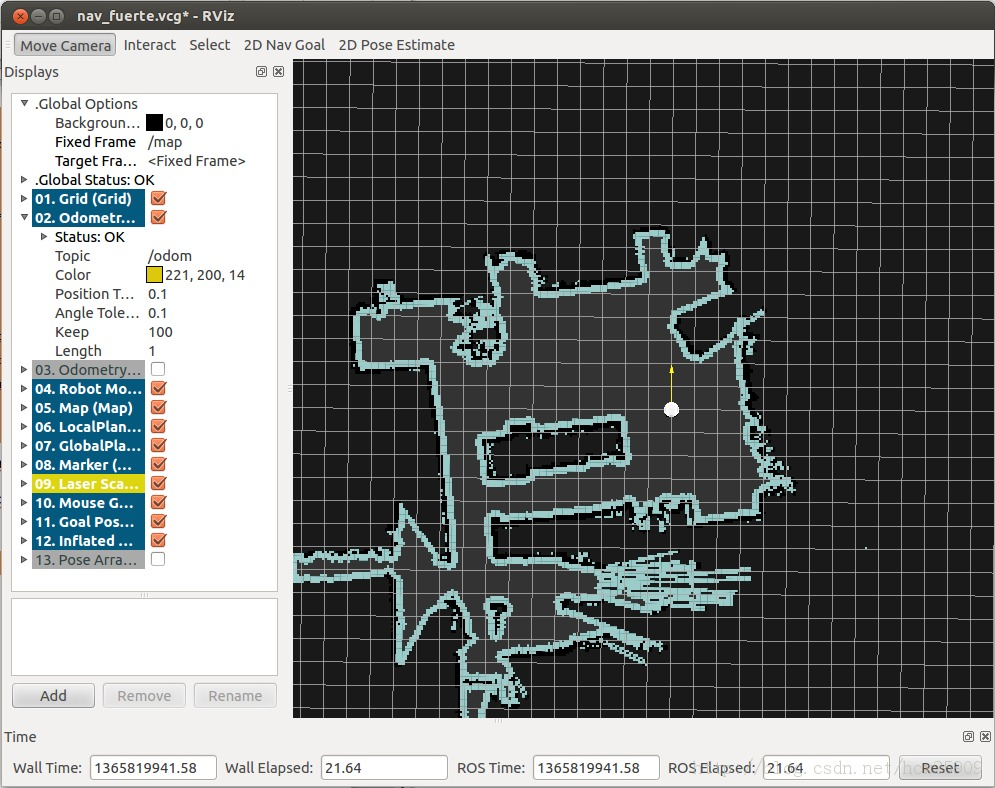 nav_fuerte.vcg* - RViz
Move Camera Interact Select 2D Nav Goal 2D Pose Estimate
Displays
.Global Options
Backgroun... 0, 0, 0
Fixed Frame /map
Target Fra... <Fixed Frame>
.Global Status: OK
01. Grid (Grid)
02. Odometr...
Status: OK
Topic /odom
Color 221, 200, 14
Position T... 0.1
Angle Tole... 0.1
Keep 100
Length 1
03. Odometry...
04. Robot Mo...
05. Map (Map)
06. LocalPlan...
07. GlobalPla...
08. Marker (...
09. Laser Sca...
10. Mouse G...
11. Goal Pos...
12. Inflated ...
13. Pose Arra...
Add Remove Rename
Time
Wall Time: 1365819941.58 Wall Elapsed: 21.64 ROS Time: 1365819941.58 ROS Elapsed: 21.64 Reset